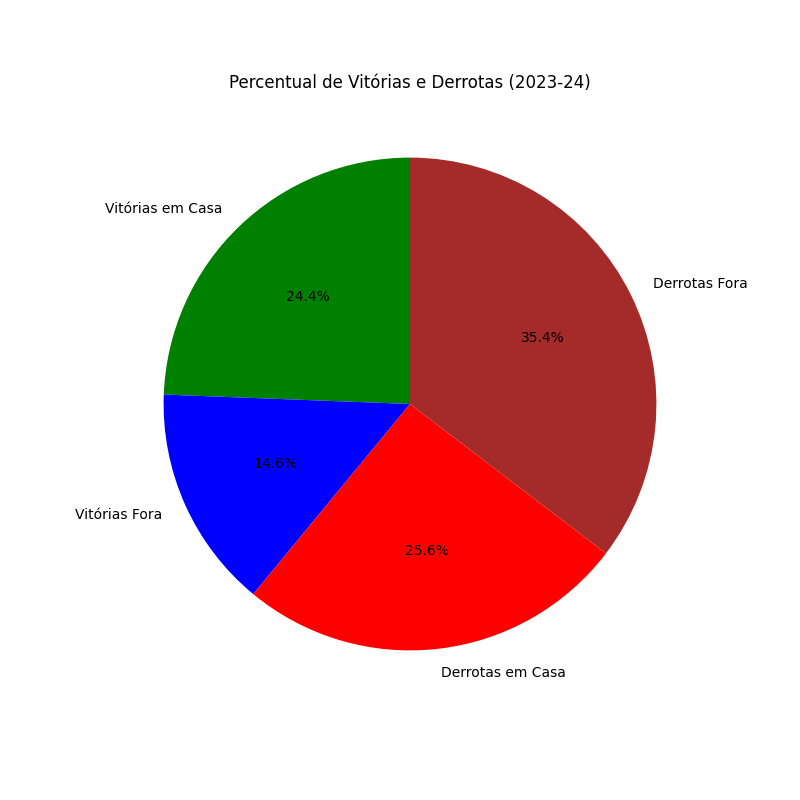 Percentual de Vitórias e Derrotas (2023-24)
Vitórias em Casa
24.4%
Vitórias Fora
14.6%
Derrotas em Casa
25.6%
Derrotas Fora
35.4%